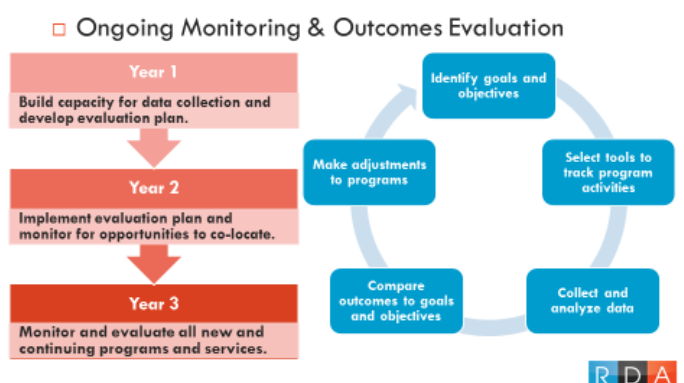 Ongoing Monitoring & Outcomes Evaluation
Year 1
Build capacity for data collection and
develop evaluation plan.
Year 2
Implement evaluation plan and
monitor for opportunities to co-locate.
Year 3
Monitor and evaluate all new and
continuing programs and services.
Identify goals and
objectives
Select tools to
track program
activities
Collect and
analyze data
Compare
outcomes to goals
and objectives
Make adjustments
to programs
RDA